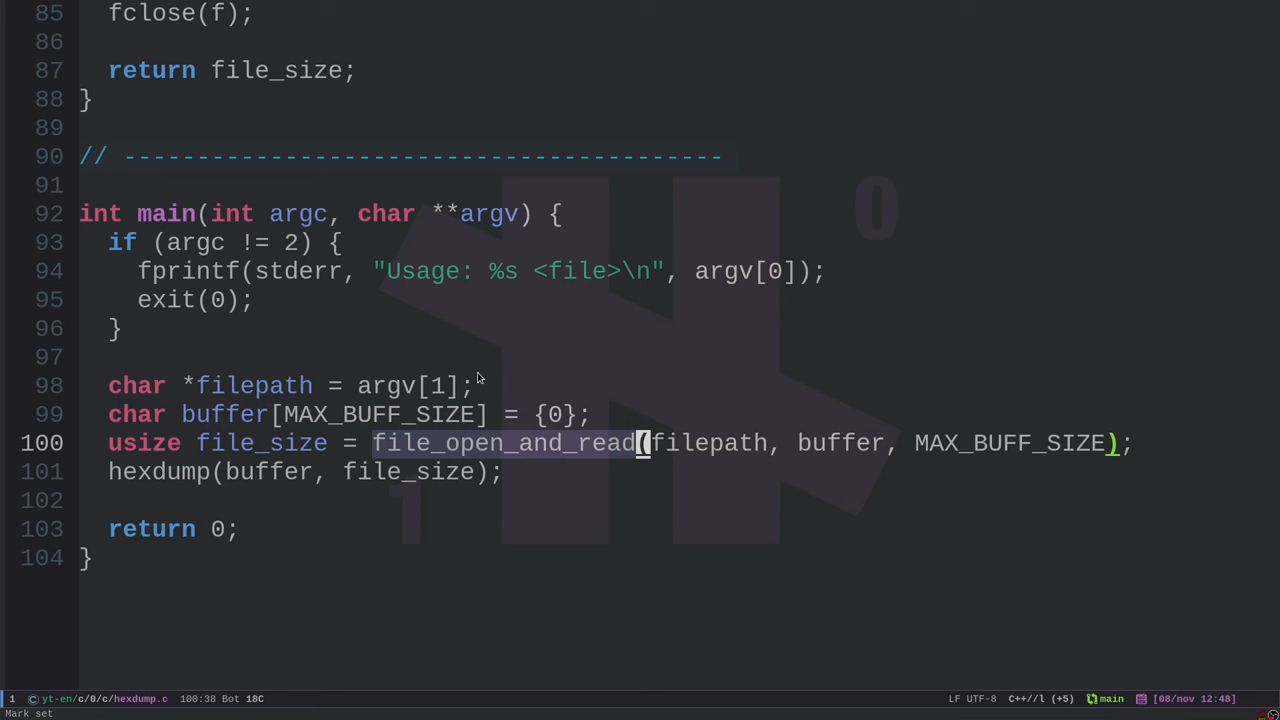 85 fclose(f);
86
87 return file_size;
88 }
89
90 // -----------------------------------------
91
92 int main(int argc, char **argv) {
93 if (argc != 2) {
94 fprintf(stderr, "Usage: %s <file>\n", argv[0]);
95 exit(0);
96 }
97
98 char *filepath = argv[1];
99 char buffer[MAX_BUFF_SIZE] = {0};
100 usize file_size = file_open_and_read(filepath, buffer, MAX_BUFF_SIZE);
101 hexdump(buffer, file_size);
102
103 return 0;
104 }
0
1
1 yt-en/c/0/c/hexdump.c 100:38 Bot 18C LF UTF-8 C++//l (+5) main [08/nov 12:48]
Mark set